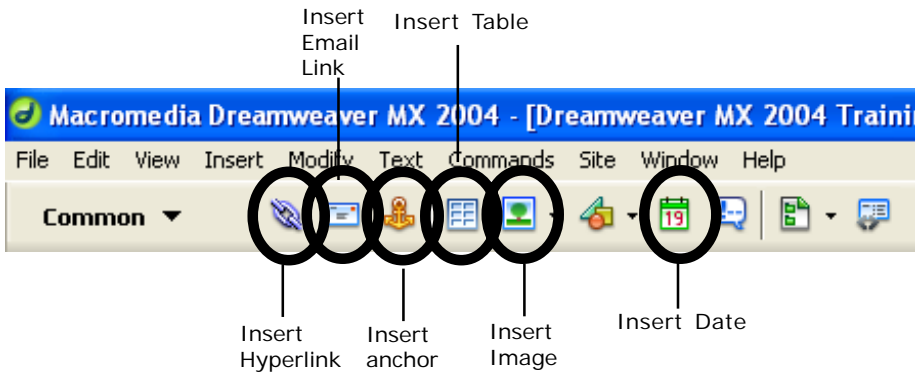 Insert
Email
Link
Insert Table
Macromedia Dreamweaver MX 2004 - [Dreamweaver MX 2004 Traini
File Edit View Insert Modify Text Commands Site Window Help
Common
19
Insert
Hyperlink
Insert
anchor
Insert
Image
Insert Date